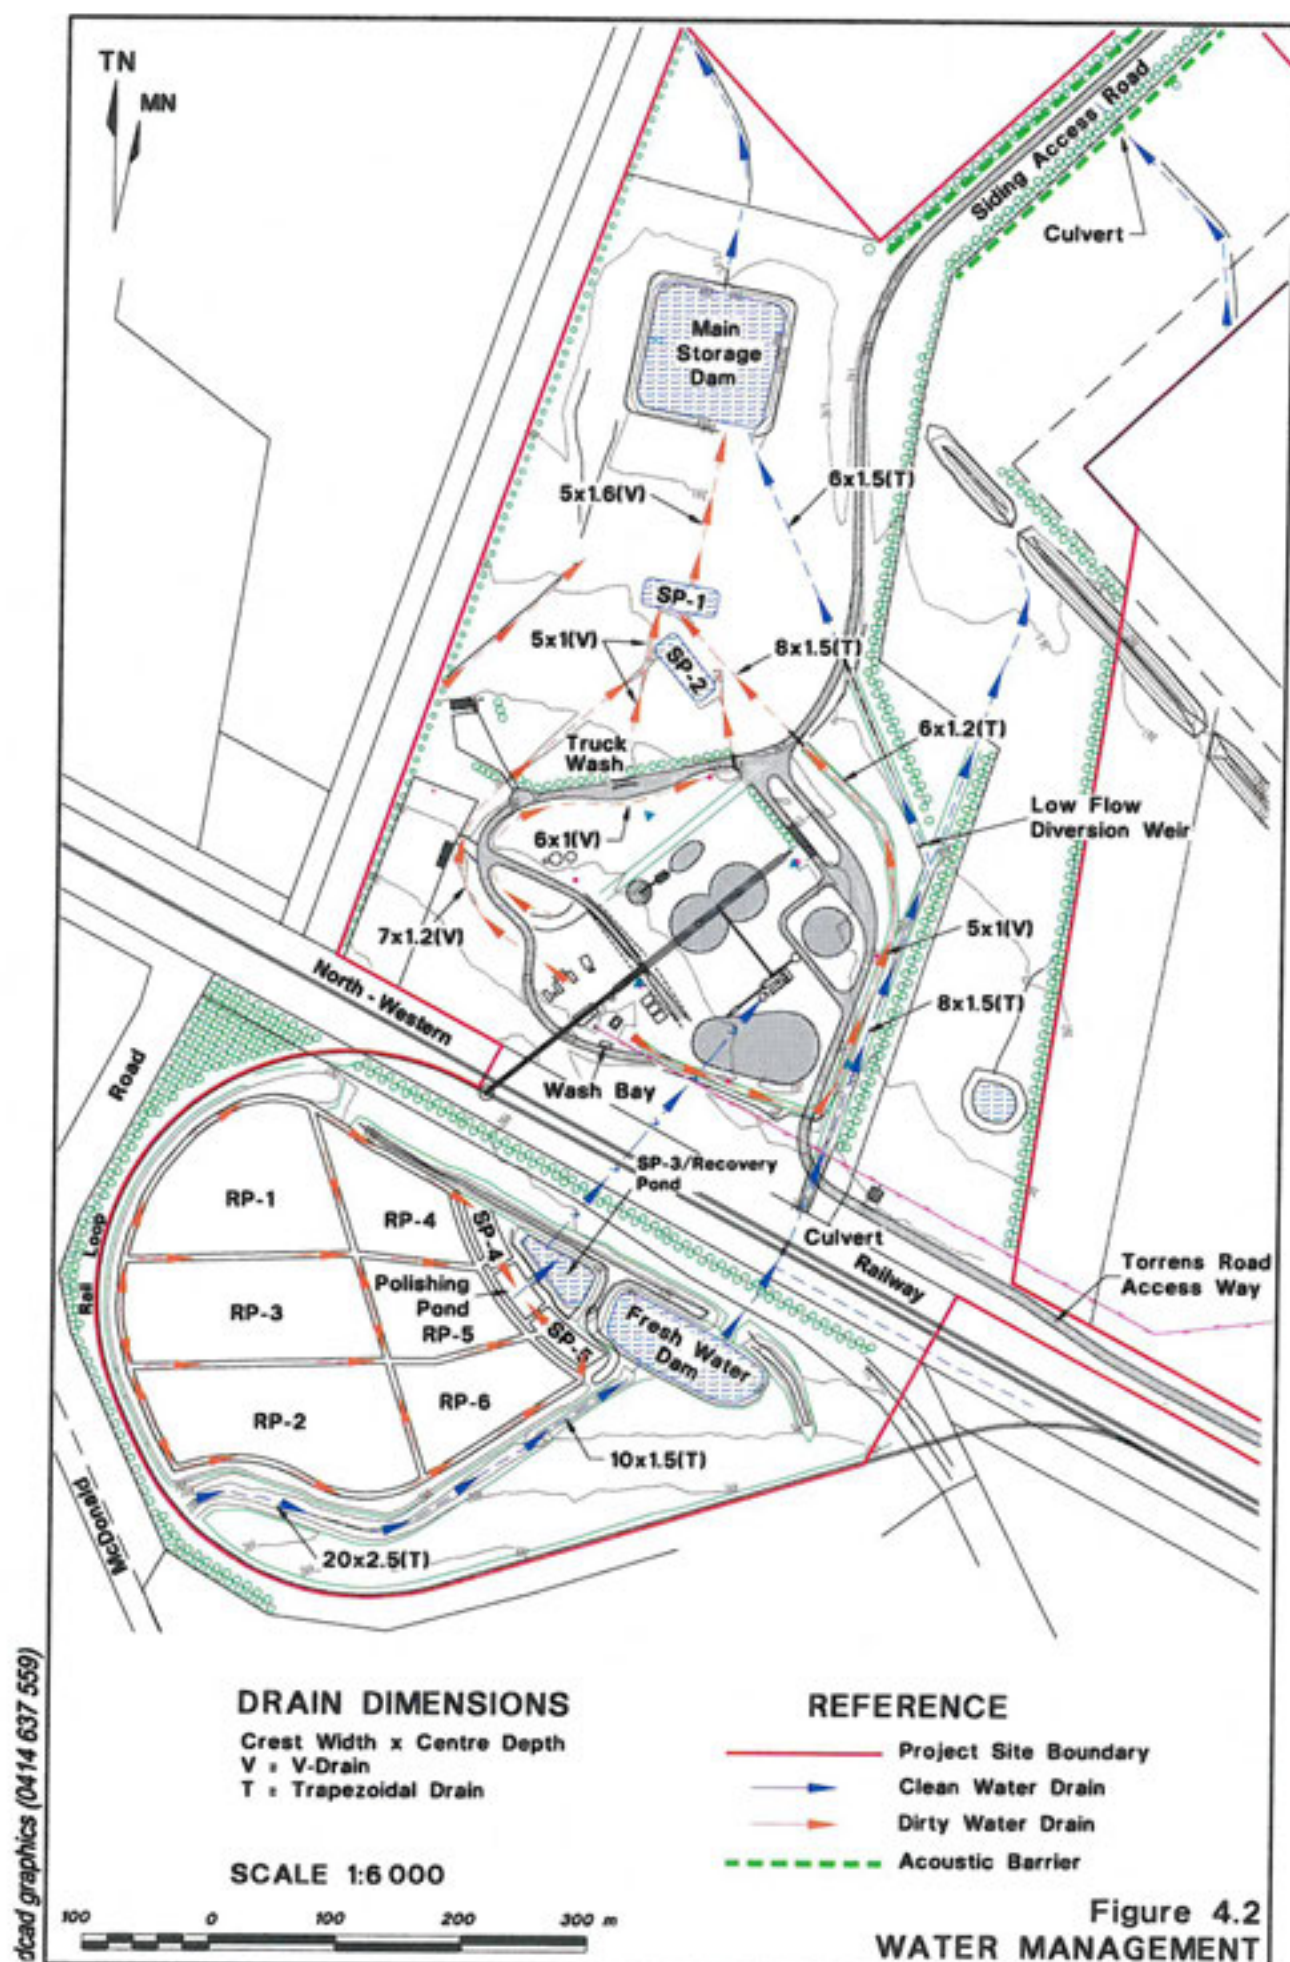 TN
MN
Siding Access Road
Culvert
Main
Storage
Dam
5x1.6(V)
6x1.5(T)
SP-1
5x1(V)
SP-2
8x1.5(T)
Truck
Wash
6x1.2(T)
Low Flow
Diversion Weir
6x1(V)
7x1.2(V)
5x1(V)
8x1.5(T)
North - Western
Railway
Wash Bay
Road
McDonald
Rail Loop
SP-3/Recovery
Pond
Culvert
Torrens Road
Access Way
RP-1
RP-4
SP-4
Polishing
Pond
RP-3
RP-5
SP-5
Fresh Water
Dam
RP-2
RP-6
10x1.5(T)
20x2.5(T)
DRAIN DIMENSIONS
Crest Width x Centre Depth
V = V-Drain
T = Trapezoidal Drain
SCALE 1:6 000
100 0 100 200 300 m
REFERENCE
Project Site Boundary
Clean Water Drain
Dirty Water Drain
Acoustic Barrier
Figure 4.2
WATER MANAGEMENT
dcad graphics (0414 637 559)